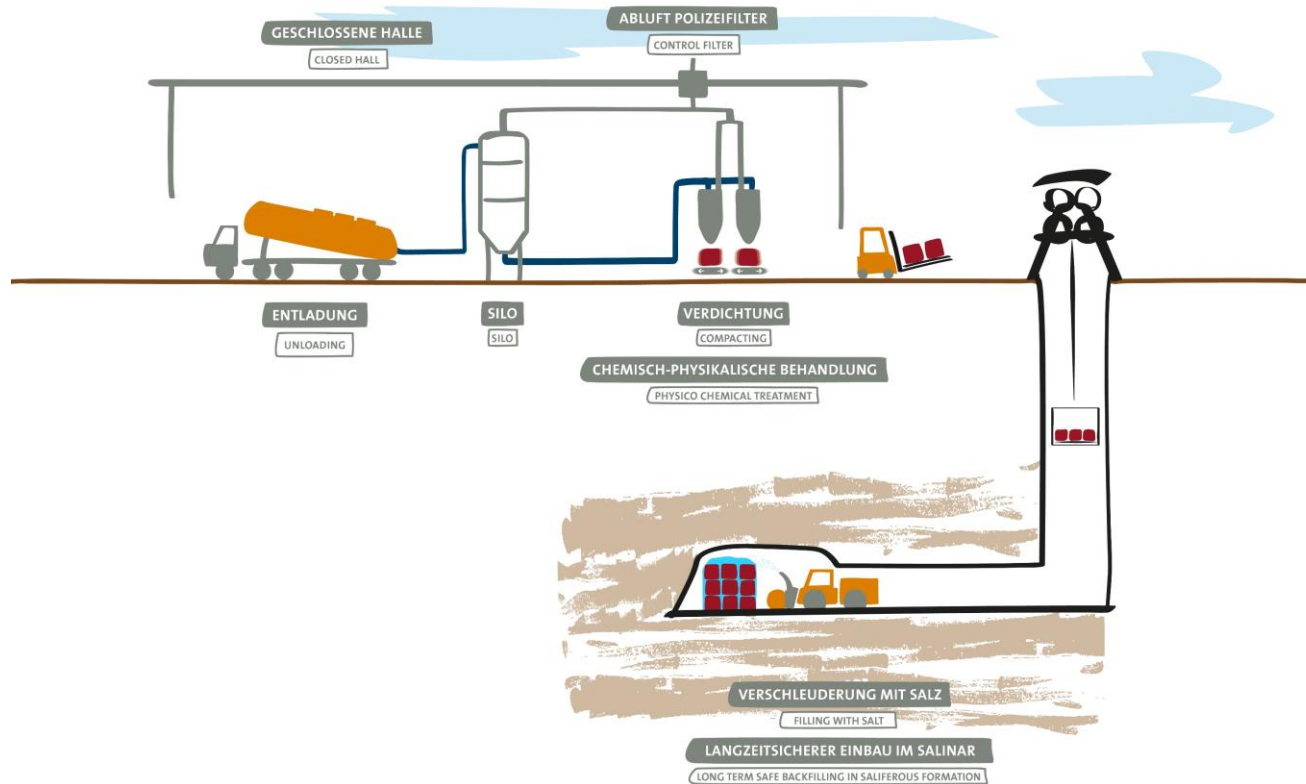 GESCHLOSSENE HALLE
CLOSED HALL
ABLUFT POLIZEIFILTER
CONTROL FILTER
ENTLADUNG
UNLOADING
SILO
SILO
VERDICHTUNG
COMPACTING
CHEMISCH-PHYSIKALISCHE BEHANDLUNG
PHYSICO CHEMICAL TREATMENT
VERSCHLEUDERUNG MIT SALZ
FILLING WITH SALT
LANGZEITSICHERER EINBAU IM SALINAR
LONG TERM SAFE BACKFILLING IN SALIFEROUS FORMATION